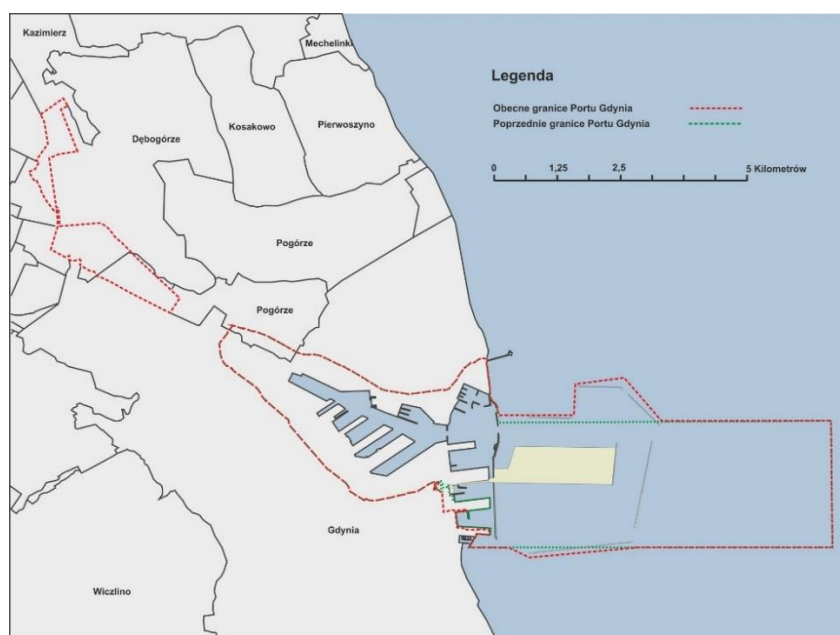 Kazimierz
Mechelinki
Legenda
Obecne granice Portu Gdynia
Poprzednie granice Portu Gdynia
Kosakowo
Pierwoszyno
Dębogórze
0 1,25 2,5 5 Kilometrów
Pogórze
Pogórze
Gdynia
Wiczlino